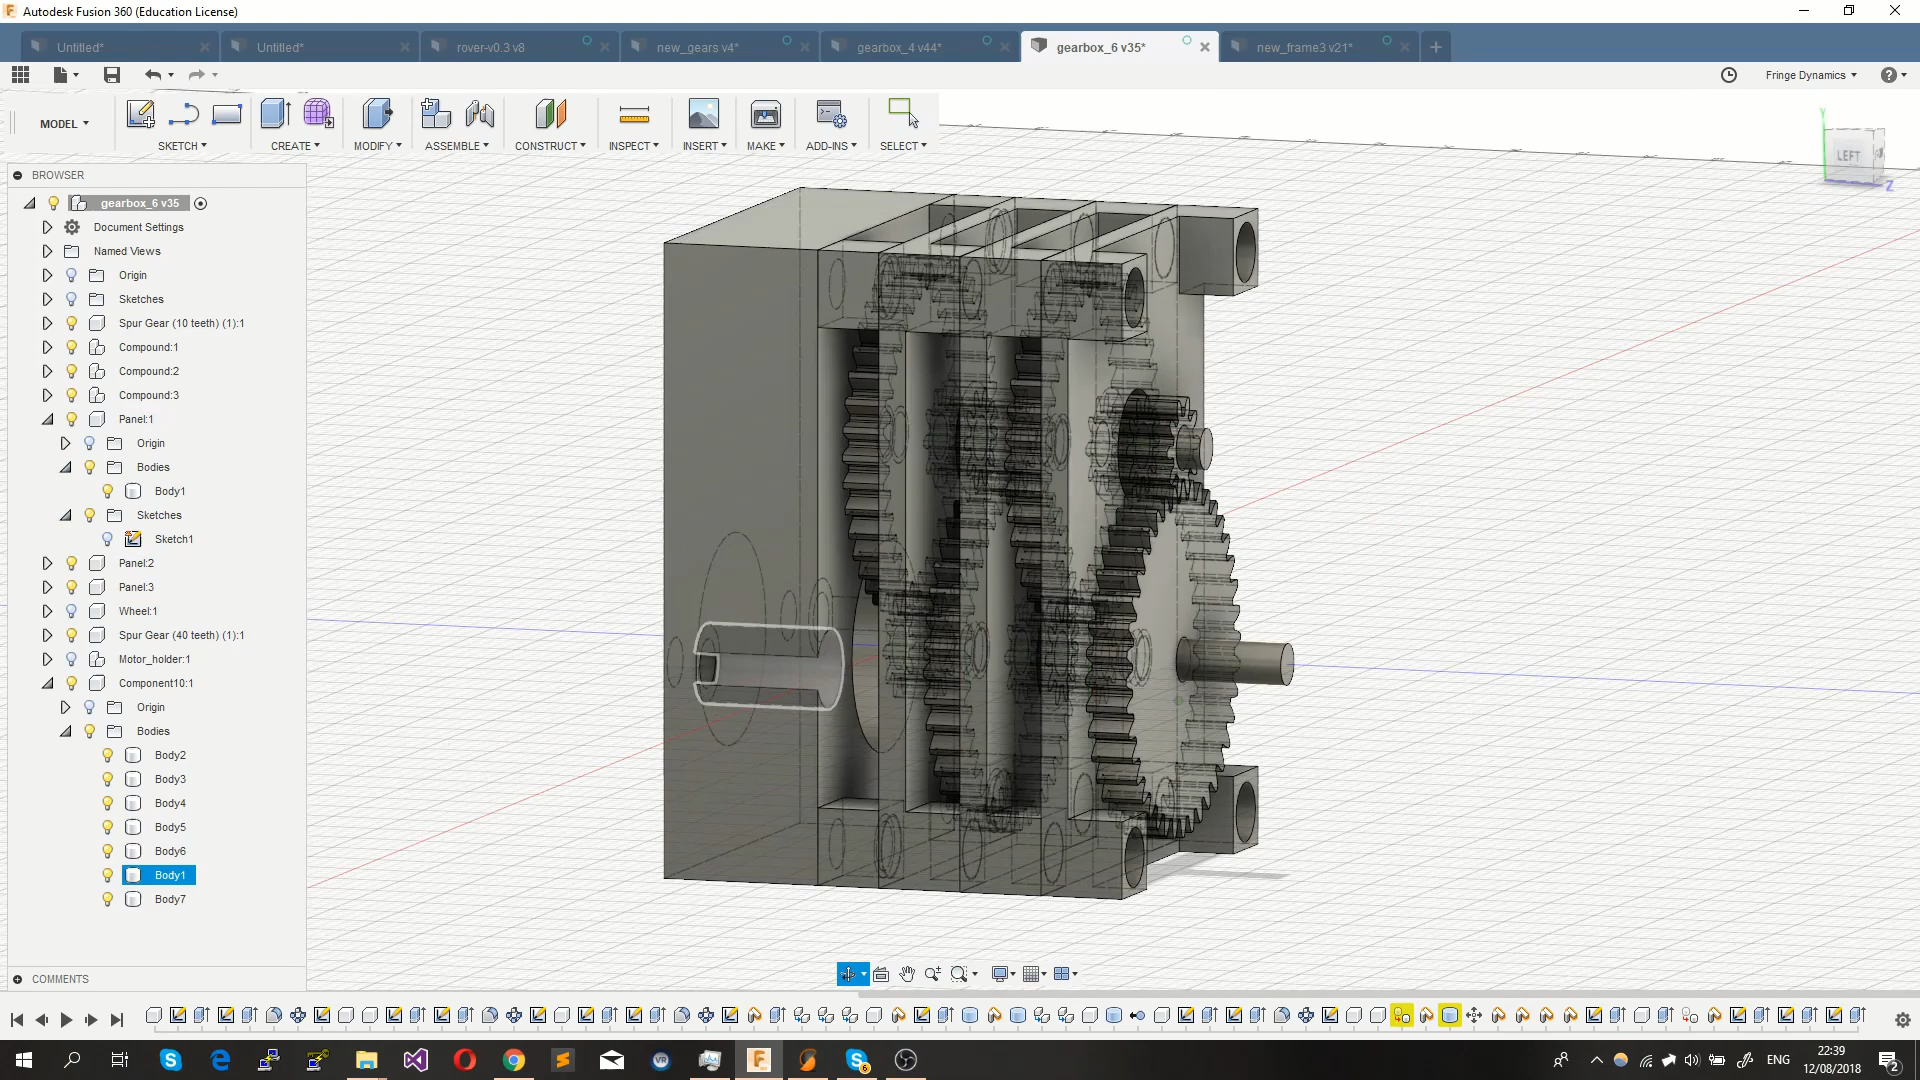 Autodesk Fusion 360 (Education License)
Untitled*
Untitled*
rover-v0.3 v8
new_gears v4*
gearbox_4 v44*
gearbox_6 v35*
new_frame3 v21*
Fringe Dynamics
MODEL
SKETCH
CREATE
MODIFY
ASSEMBLE
CONSTRUCT
INSPECT
INSERT
MAKE
ADD-INS
SELECT
Y
LEFT
Z
BROWSER
gearbox_6 v35
Document Settings
Named Views
Origin
Sketches
Spur Gear (10 teeth) (1):1
Compound:1
Compound:2
Compound:3
Panel:1
Origin
Bodies
Body1
Sketches
Sketch1
Panel:2
Panel:3
Wheel:1
Spur Gear (40 teeth) (1):1
Motor_holder:1
Component10:1
Origin
Bodies
Body2
Body3
Body4
Body5
Body6
Body1
Body7
COMMENTS
ENG
22:39
12/08/2018
2